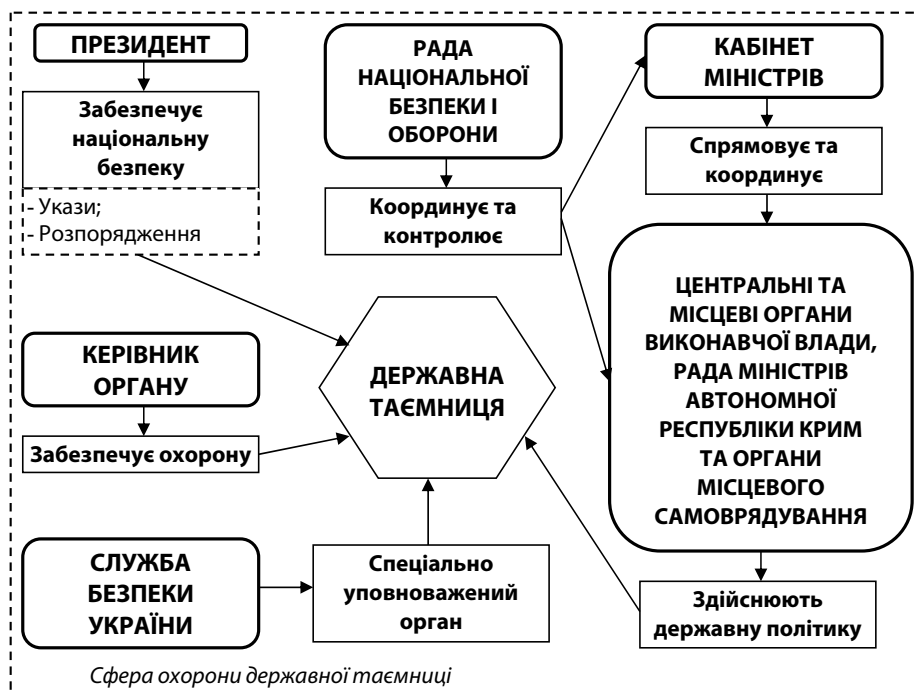 ПРЕЗИДЕНТ
Забезпечує
національну
безпеку
- Укази;
- Розпорядження
РАДА
НАЦІОНАЛЬНОЇ
БЕЗПЕКИ І
ОБОРОНИ
Координує та
контролює
КАБІНЕТ
МІНІСТРІВ
Спрямовує та
координує
ЦЕНТРАЛЬНІ ТА
МІСЦЕВІ ОРГАНИ
ВИКОНАВЧОЇ ВЛАДИ,
РАДА МІНІСТРІВ
АВТОНОМНОЇ
РЕСПУБЛІКИ КРИМ
ТА ОРГАНИ
МІСЦЕВОГО
САМОВРЯДУВАННЯ
КЕРІВНИК
ОРГАНУ
Забезпечує охорону
ДЕРЖАВНА
ТАЄМНИЦЯ
СЛУЖБА
БЕЗПЕКИ
УКРАЇНИ
Спеціально
уповноважений
орган
Здійснюють
державну політику
Сфера охорони державної таємниці